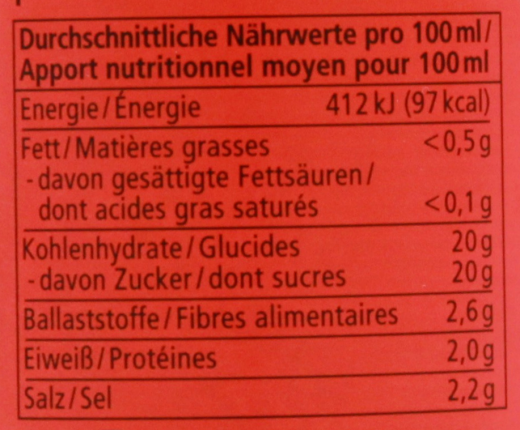 Durchschnittliche Nährwerte pro 100 ml/
Apport nutritionnel moyen pour 100 ml
Energie/Énergie 412 kJ (97 kcal)
Fett/Matières grasses <0,5 g
- davon gesättigte Fettsäuren/
dont acides gras saturés <0,1 g
Kohlenhydrate/Glucides 20 g
- davon Zucker/dont sucres 20 g
Ballaststoffe/Fibres alimentaires 2,6 g
Eiweiß/Protéines 2,0 g
Salz/Sel 2,2 g